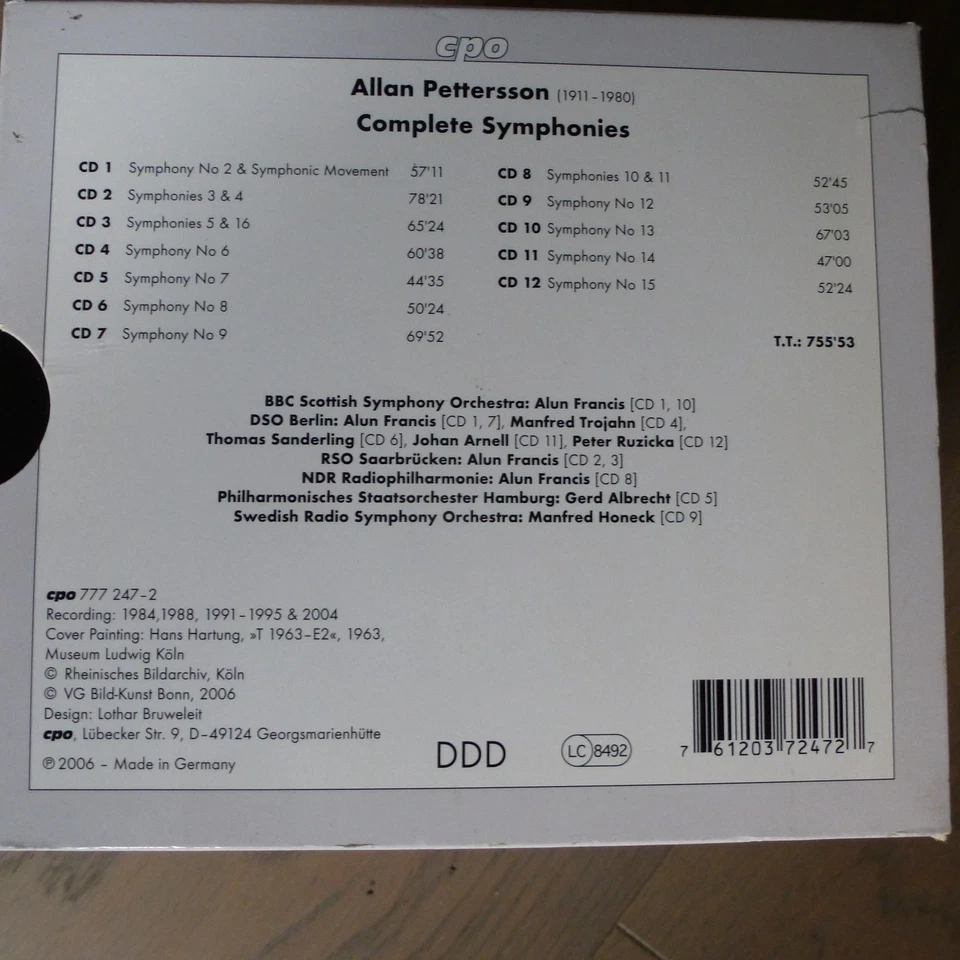 cpo
Allan Pettersson (1911–1980)
Complete Symphonies
CD 1 Symphony No 2 & Symphonic Movement 57'11
CD 2 Symphonies 3 & 4 78'21
CD 3 Symphonies 5 & 16 65'24
CD 4 Symphony No 6 60'38
CD 5 Symphony No 7 44'35
CD 6 Symphony No 8 50'24
CD 7 Symphony No 9 69'52
CD 8 Symphonies 10 & 11 52'45
CD 9 Symphony No 12 53'05
CD 10 Symphony No 13 67'03
CD 11 Symphony No 14 47'00
CD 12 Symphony No 15 52'24
T.T.: 755'53
BBC Scottish Symphony Orchestra: Alun Francis [CD 1, 10]
DSO Berlin: Alun Francis [CD 1, 7], Manfred Trojahn [CD 4],
Thomas Sanderling [CD 6], Johan Arnell [CD 11], Peter Ruzicka [CD 12]
RSO Saarbrücken: Alun Francis [CD 2, 3]
NDR Radiophilharmonie: Alun Francis [CD 8]
Philharmonisches Staatsorchester Hamburg: Gerd Albrecht [CD 5]
Swedish Radio Symphony Orchestra: Manfred Honeck [CD 9]
cpo 777 247–2
Recording: 1984,1988, 1991–1995 & 2004
Cover Painting: Hans Hartung, »T 1963–E2«, 1963,
Museum Ludwig Köln
© Rheinisches Bildarchiv, Köln
© VG Bild-Kunst Bonn, 2006
Design: Lothar Bruweleit
cpo, Lübecker Str. 9, D–49124 Georgsmarienhütte
℗ 2006 – Made in Germany
DDD
LC 8492
7 61203 72472 7